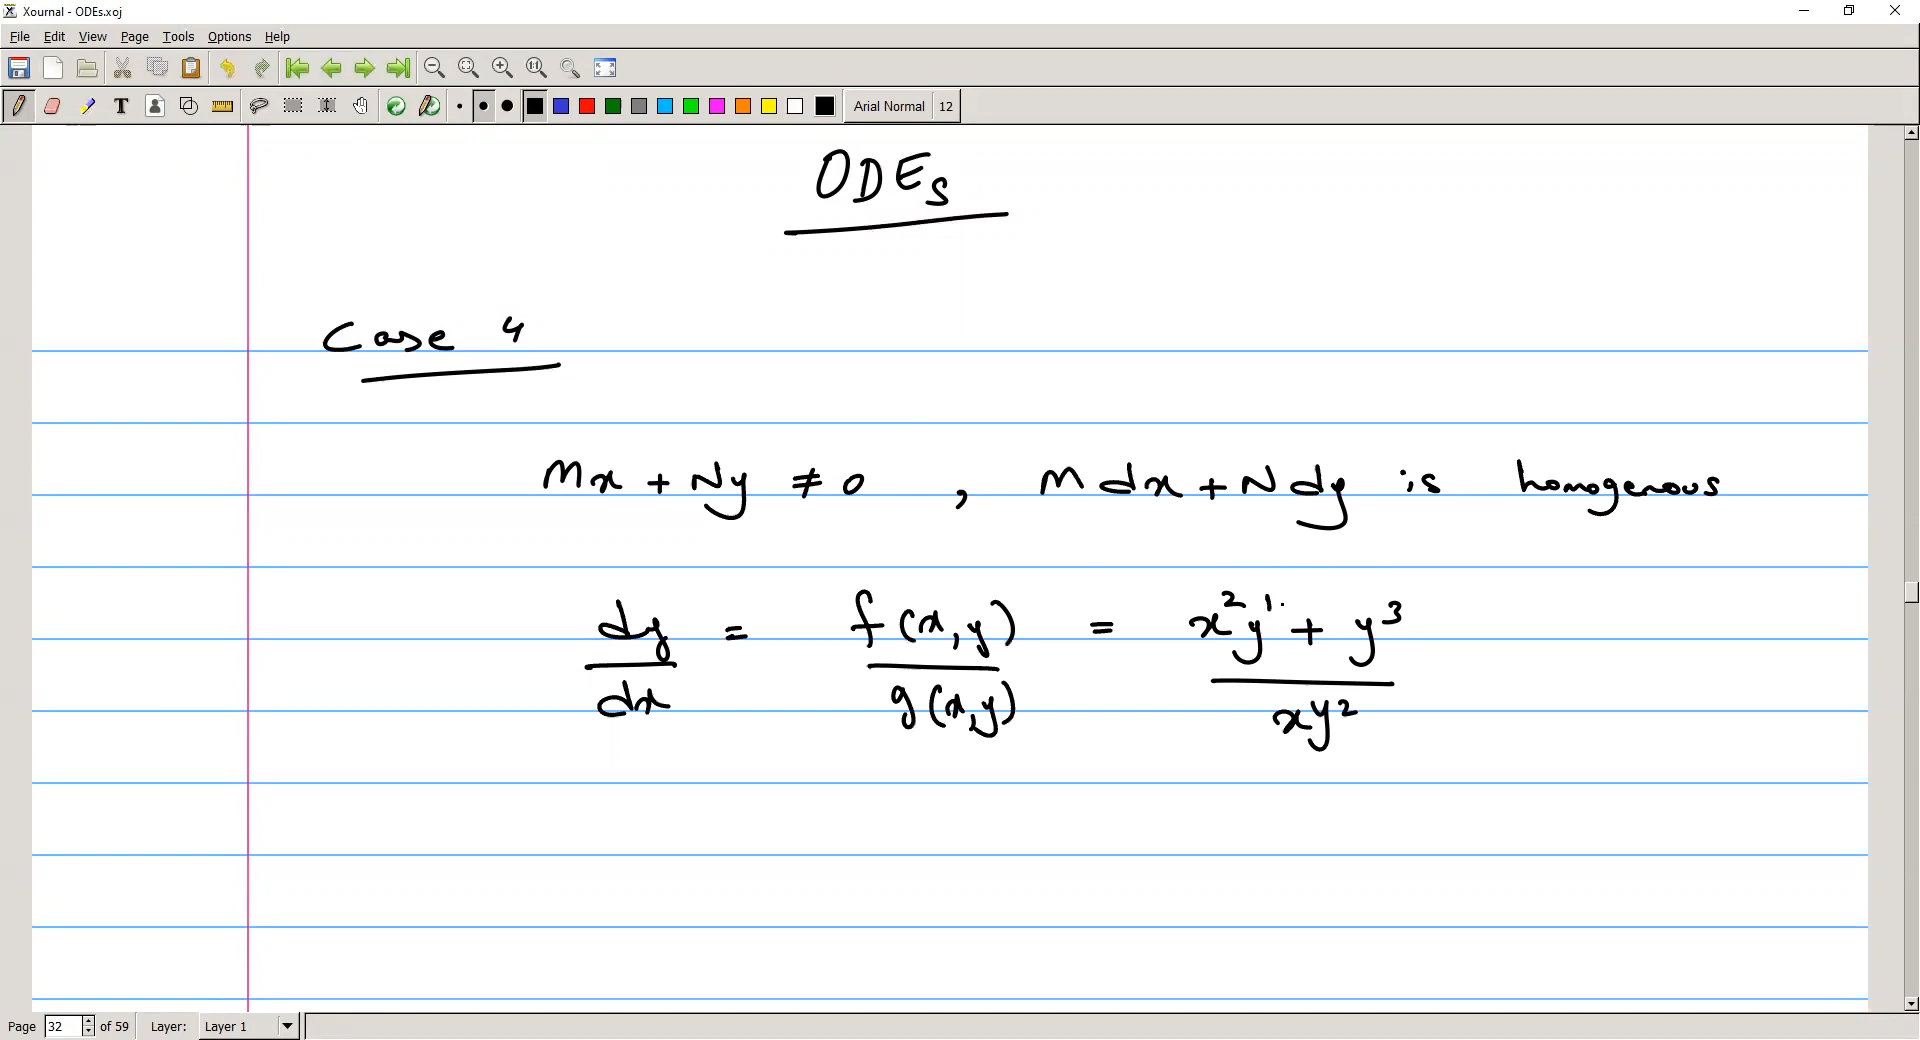 Xournal - ODEs.xoj
File Edit View Page Tools Options Help
T Arial Normal 12
ODEs
Case 4
Mx + Ny ≠ 0 , M dx + N dy is homogenous
dy/dx = f(x,y)/g(x,y) = (x²y¹ + y³)/(xy²)
Page 32 of 59 Layer: Layer 1